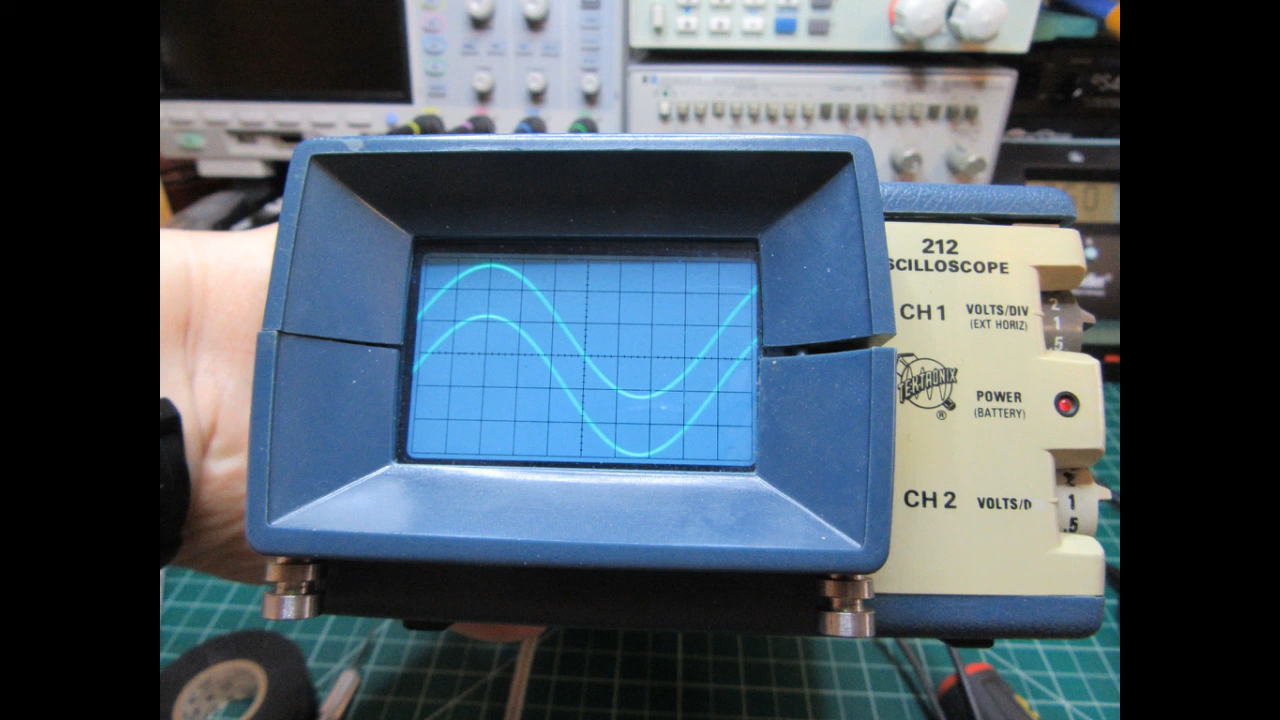 212
SCILLOSCOPE
CH 1
VOLTS/DIV
(EXT HORIZ)
2
1
.5
TEKTRONIX
®
POWER
(BATTERY)
CH 2
VOLTS/D
2
1
.5